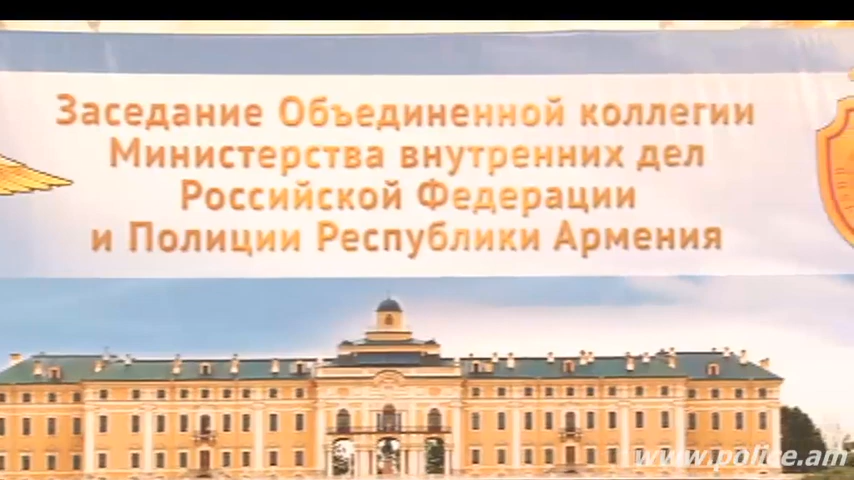 Заседание Объединенной коллегии
Министерства внутренних дел
Российской Федерации
и Полиции Республики Армения
www.police.am